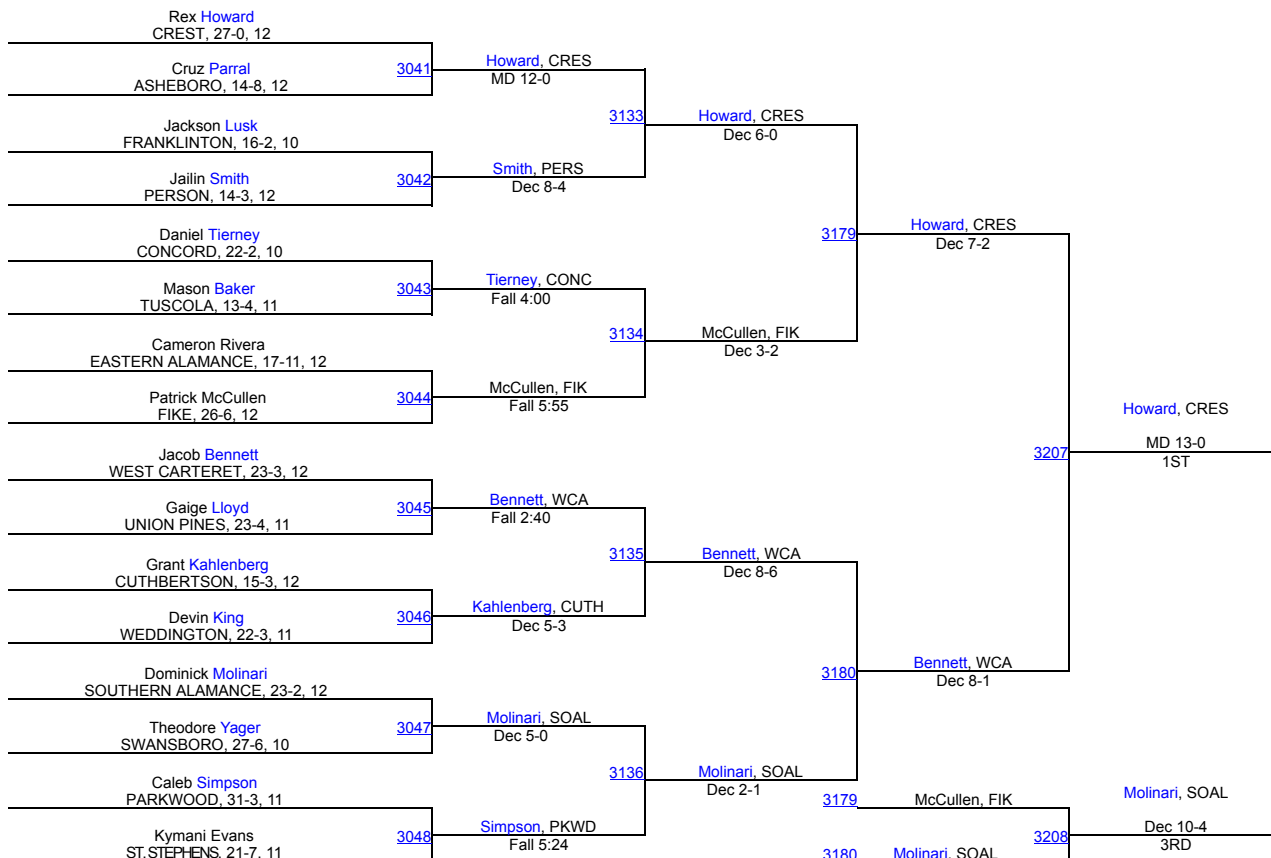 Rex Howard
CREST, 27-0, 12
Cruz Parral
ASHEBORO, 14-8, 12
3041
Howard, CRES
MD 12-0
3133
Howard, CRES
Dec 6-0
Jackson Lusk
FRANKLINTON, 16-2, 10
Jailin Smith
PERSON, 14-3, 12
3042
Smith, PERS
Dec 8-4
3179
Howard, CRES
Dec 7-2
Daniel Tierney
CONCORD, 22-2, 10
Mason Baker
TUSCOLA, 13-4, 11
3043
Tierney, CONC
Fall 4:00
3134
McCullen, FIK
Dec 3-2
Cameron Rivera
EASTERN ALAMANCE, 17-11, 12
Patrick McCullen
FIKE, 26-6, 12
3044
McCullen, FIK
Fall 5:55
3207
Howard, CRES
MD 13-0
1ST
Jacob Bennett
WEST CARTERET, 23-3, 12
Gaige Lloyd
UNION PINES, 23-4, 11
3045
Bennett, WCA
Fall 2:40
3135
Bennett, WCA
Dec 8-6
Grant Kahlenberg
CUTHBERTSON, 15-3, 12
Devin King
WEDDINGTON, 22-3, 11
3046
Kahlenberg, CUTH
Dec 5-3
3180
Bennett, WCA
Dec 8-1
Dominick Molinari
SOUTHERN ALAMANCE, 23-2, 12
Theodore Yager
SWANSBORO, 27-6, 10
3047
Molinari, SOAL
Dec 5-0
3136
Molinari, SOAL
Dec 2-1
Caleb Simpson
PARKWOOD, 31-3, 11
Kymani Evans
ST. STEPHENS, 21-7, 11
3048
Simpson, PKWD
Fall 5:24
3179
McCullen, FIK
3180
Molinari, SOAL
3208
Molinari, SOAL
Dec 10-4
3RD